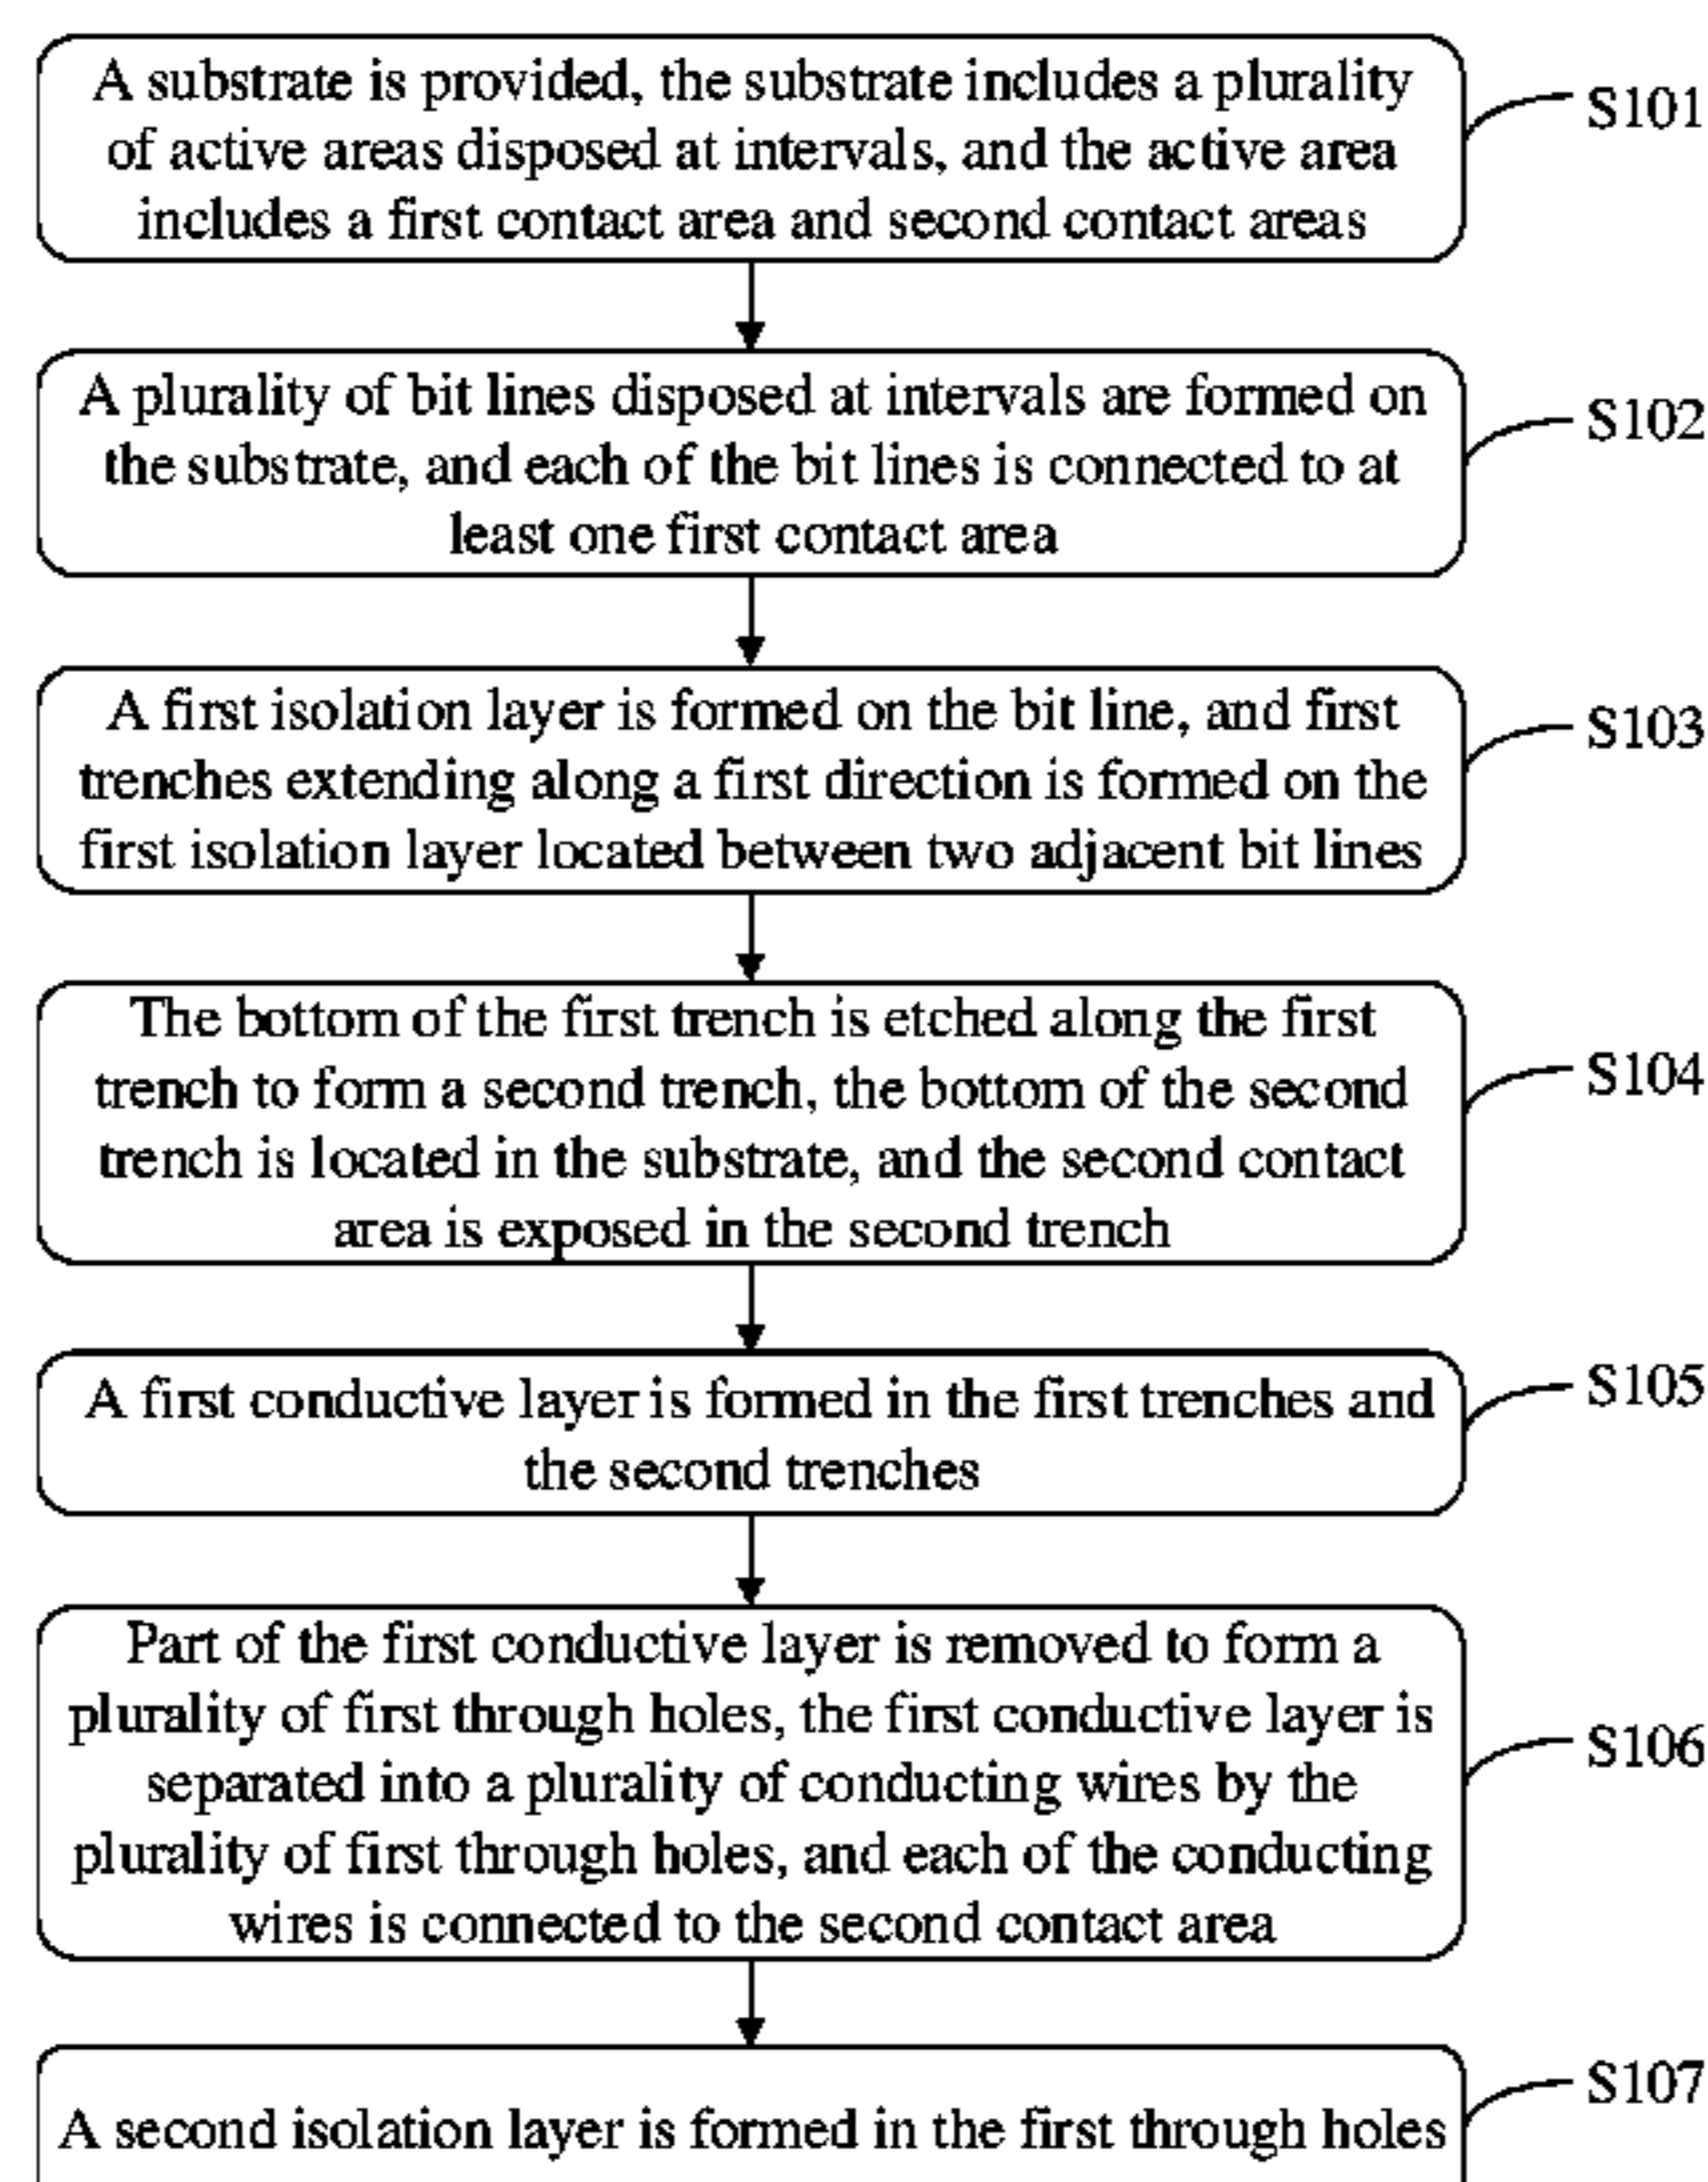 A substrate is provided, the substrate includes a plurality
of active areas disposed at intervals, and the active area
includes a first contact area and second contact areas
S101
A plurality of bit lines disposed at intervals are formed on
the substrate, and each of the bit lines is connected to at
least one first contact area
S102
A first isolation layer is formed on the bit line, and first
trenches extending along a first direction is formed on the
first isolation layer located between two adjacent bit lines
S103
The bottom of the first trench is etched along the first
trench to form a second trench, the bottom of the second
trench is located in the substrate, and the second contact
area is exposed in the second trench
S104
A first conductive layer is formed in the first trenches and
the second trenches
S105
Part of the first conductive layer is removed to form a
plurality of first through holes, the first conductive layer is
separated into a plurality of conducting wires by the
plurality of first through holes, and each of the conducting
wires is connected to the second contact area
S106
A second isolation layer is formed in the first through holes
S107